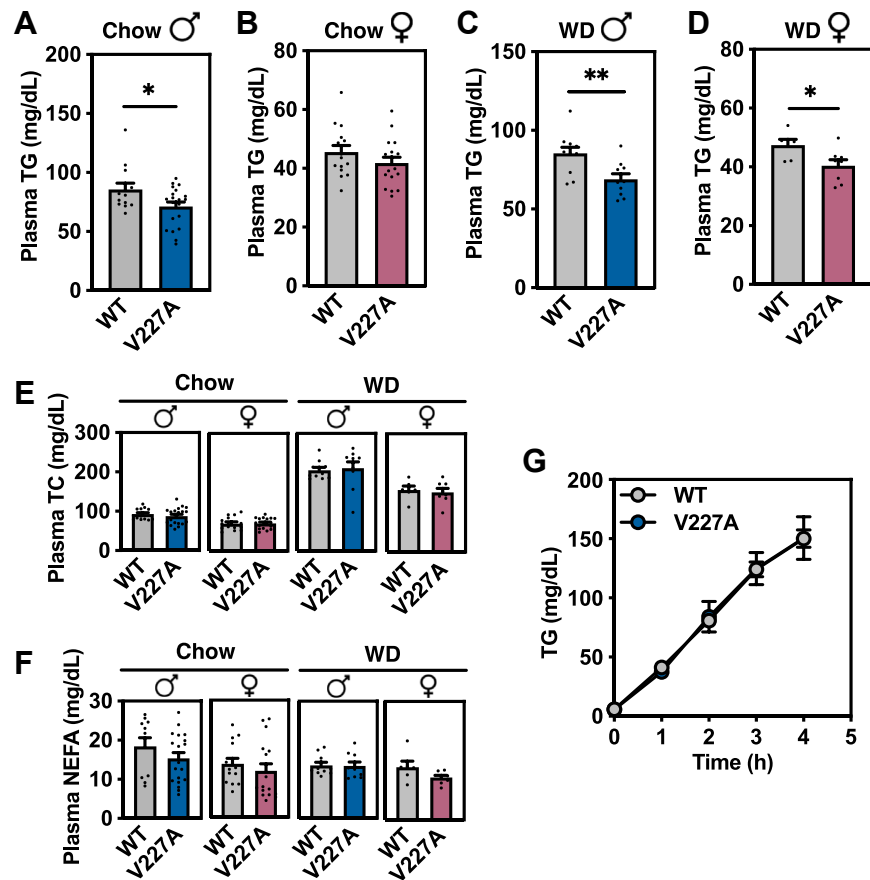 A
Chow ♂
Plasma TG (mg/dL)
200
150
100
50
0
*
WT
V227A
B
Chow ♀
Plasma TG (mg/dL)
80
60
40
20
0
WT
V227A
C
WD ♂
Plasma TG (mg/dL)
150
100
50
0
**
WT
V227A
D
WD ♀
Plasma TG (mg/dL)
80
60
40
20
0
*
WT
V227A
E
Chow
WD
♂
♀
♂
♀
Plasma TC (mg/dL)
300
200
100
0
WT
V227A
WT
V227A
WT
V227A
WT
V227A
F
Chow
WD
♂
♀
♂
♀
Plasma NEFA (mg/dL)
30
20
10
0
WT
V227A
WT
V227A
WT
V227A
WT
V227A
G
WT
V227A
TG (mg/dL)
200
150
100
50
0
0 1 2 3 4 5
Time (h)